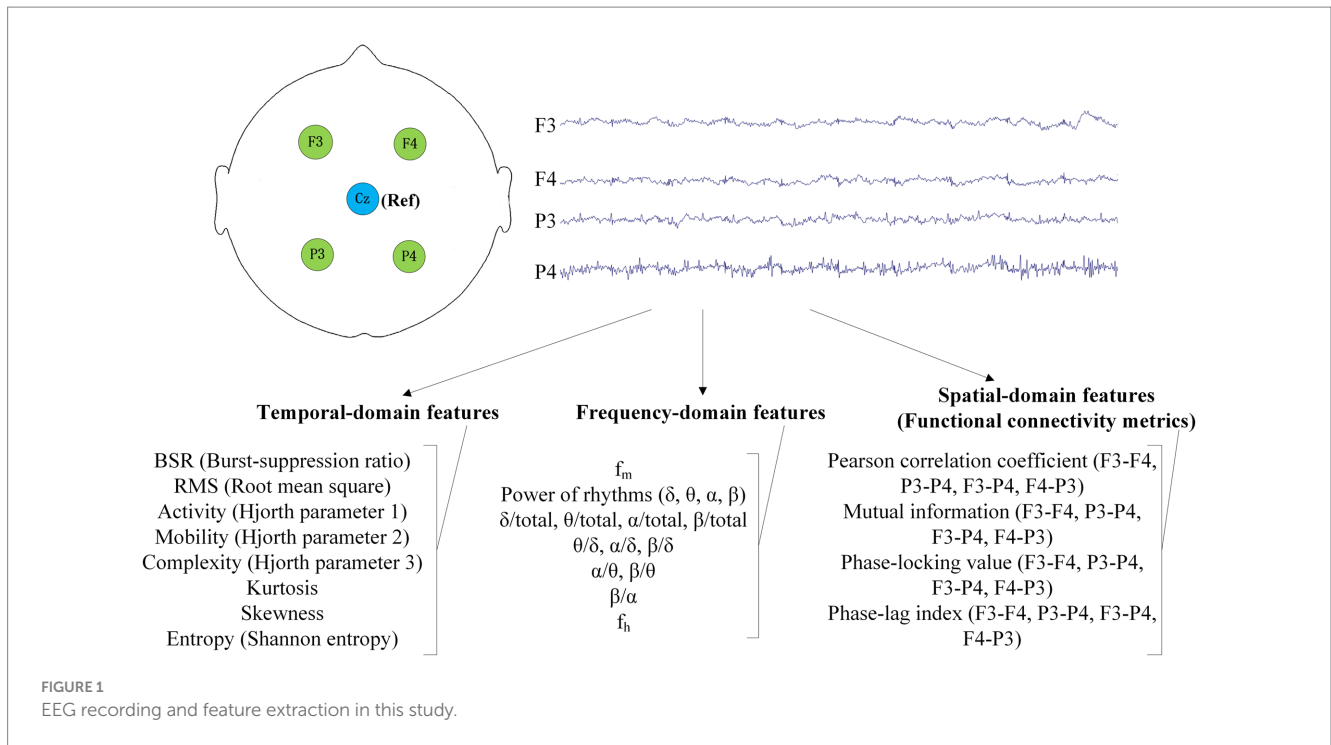 F3
F4
Cz (Ref)
P3
P4
F3
F4
P3
P4
Temporal-domain features
BSR (Burst-suppression ratio)
RMS (Root mean square)
Activity (Hjorth parameter 1)
Mobility (Hjorth parameter 2)
Complexity (Hjorth parameter 3)
Kurtosis
Skewness
Entropy (Shannon entropy)
Frequency-domain features
fₘ
Power of rhythms (δ, θ, α, β)
δ/total, θ/total, α/total, β/total
θ/δ, α/δ, β/δ
α/θ, β/θ
β/α
fₕ
Spatial-domain features
(Functional connectivity metrics)
Pearson correlation coefficient (F3-F4,
P3-P4, F3-P4, F4-P3)
Mutual information (F3-F4, P3-P4,
F3-P4, F4-P3)
Phase-locking value (F3-F4, P3-P4,
F3-P4, F4-P3)
Phase-lag index (F3-F4, P3-P4, F3-P4,
F4-P3)
FIGURE 1
EEG recording and feature extraction in this study.